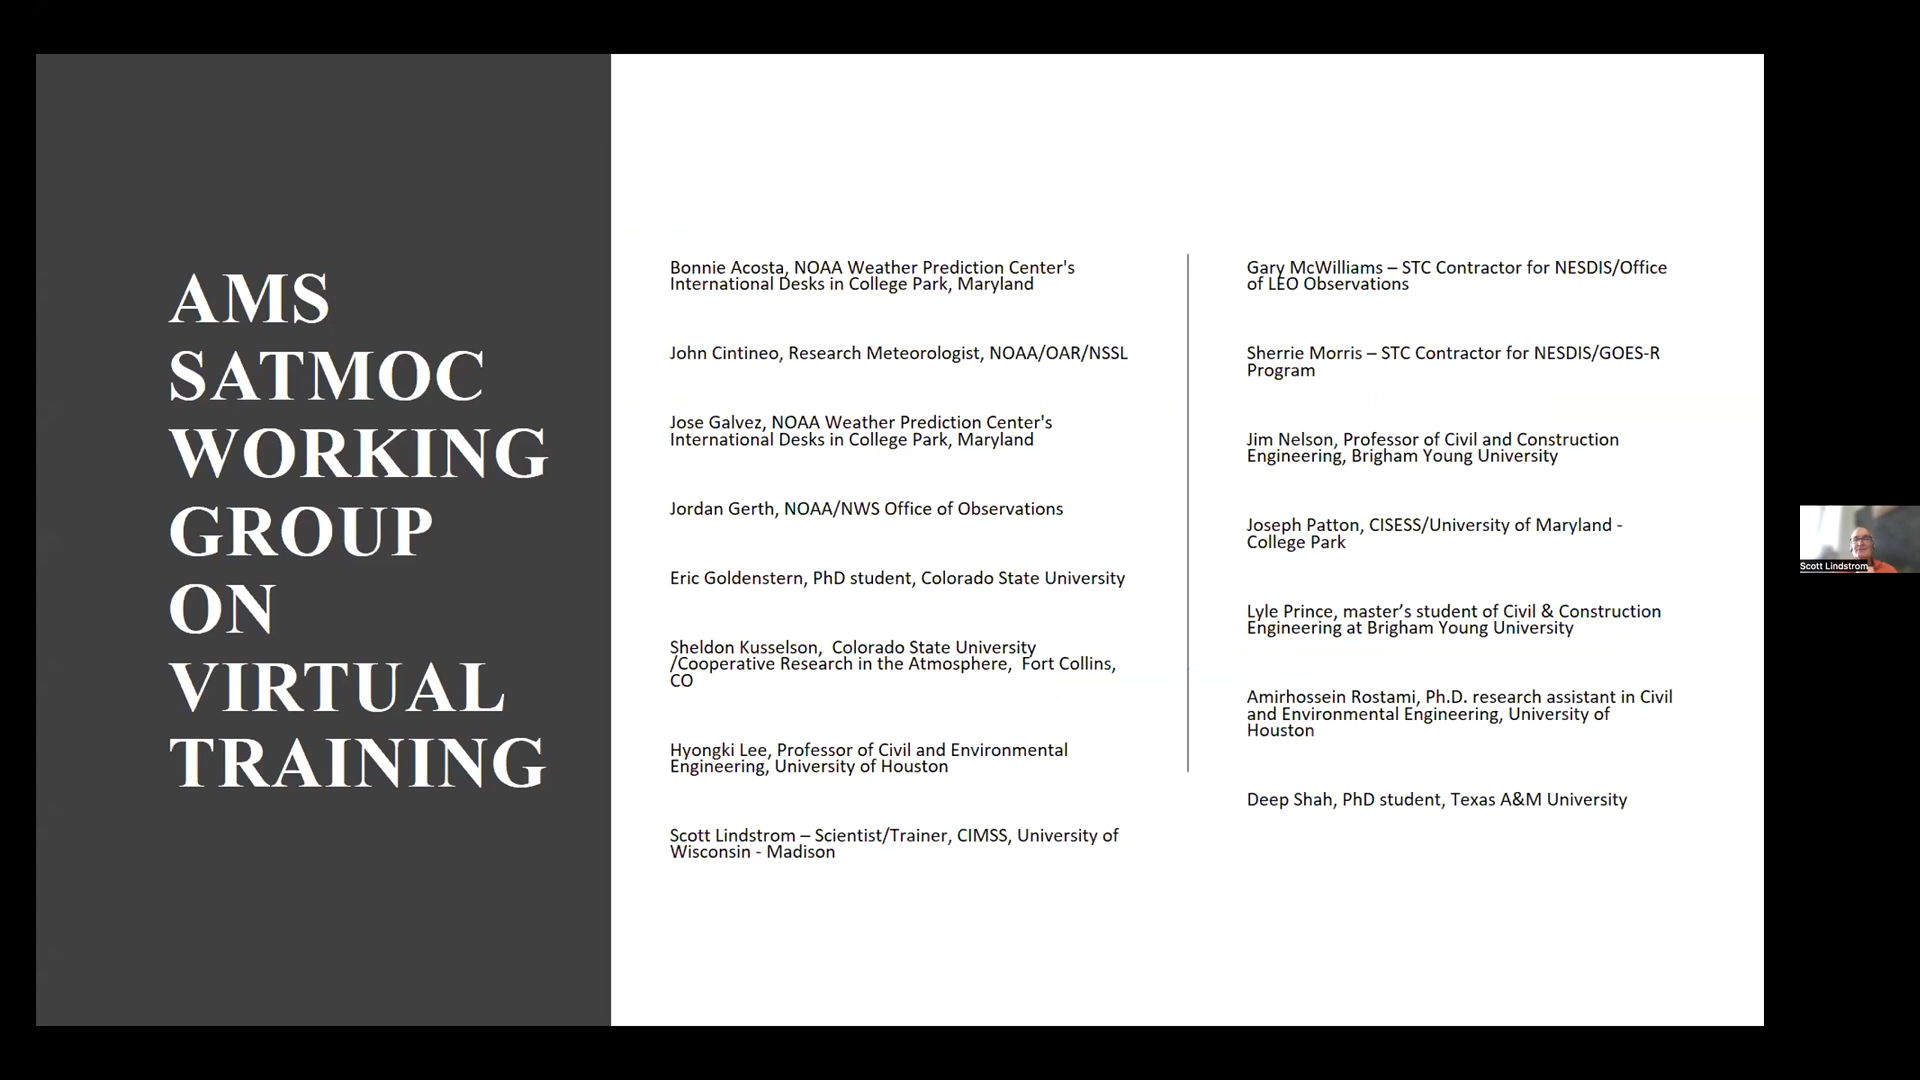 AMS
SATMOC
WORKING
GROUP
ON
VIRTUAL
TRAINING
Bonnie Acosta, NOAA Weather Prediction Center's
International Desks in College Park, Maryland
John Cintineo, Research Meteorologist, NOAA/OAR/NSSL
Jose Galvez, NOAA Weather Prediction Center's
International Desks in College Park, Maryland
Jordan Gerth, NOAA/NWS Office of Observations
Eric Goldenstern, PhD student, Colorado State University
Sheldon Kusselson,  Colorado State University
/Cooperative Research in the Atmosphere,  Fort Collins,
CO
Hyongki Lee, Professor of Civil and Environmental
Engineering, University of Houston
Scott Lindstrom – Scientist/Trainer, CIMSS, University of
Wisconsin - Madison
Gary McWilliams – STC Contractor for NESDIS/Office
of LEO Observations
Sherrie Morris – STC Contractor for NESDIS/GOES-R
Program
Jim Nelson, Professor of Civil and Construction
Engineering, Brigham Young University
Joseph Patton, CISESS/University of Maryland -
College Park
Lyle Prince, master’s student of Civil & Construction
Engineering at Brigham Young University
Amirhossein Rostami, Ph.D. research assistant in Civil
and Environmental Engineering, University of
Houston
Deep Shah, PhD student, Texas A&M University
Scott Lindstrom